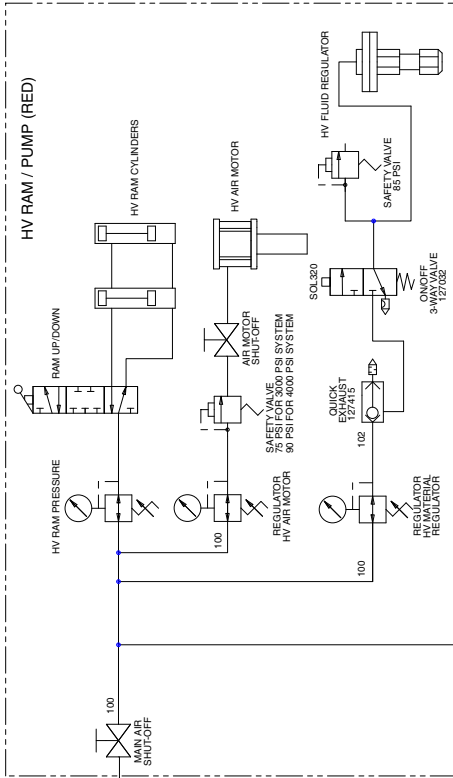 HV RAM / PUMP (RED)
HV RAM CYLINDERS
RAM UP/DOWN
HV RAM PRESSURE
HV AIR MOTOR
AIR MOTOR
SHUT-OFF
SAFETY VALVE
75 PSI FOR 3000 PSI SYSTEM
90 PSI FOR 4000 PSI SYSTEM
REGULATOR
HV AIR MOTOR
100
HV FLUID REGULATOR
SAFETY VALVE
85 PSI
SOL320
ON/OFF
3-WAY VALVE
127032
QUICK
EXHAUST
127415
102
REGULATOR
HV MATERIAL
REGULATOR
100
100
MAIN AIR
SHUT-OFF